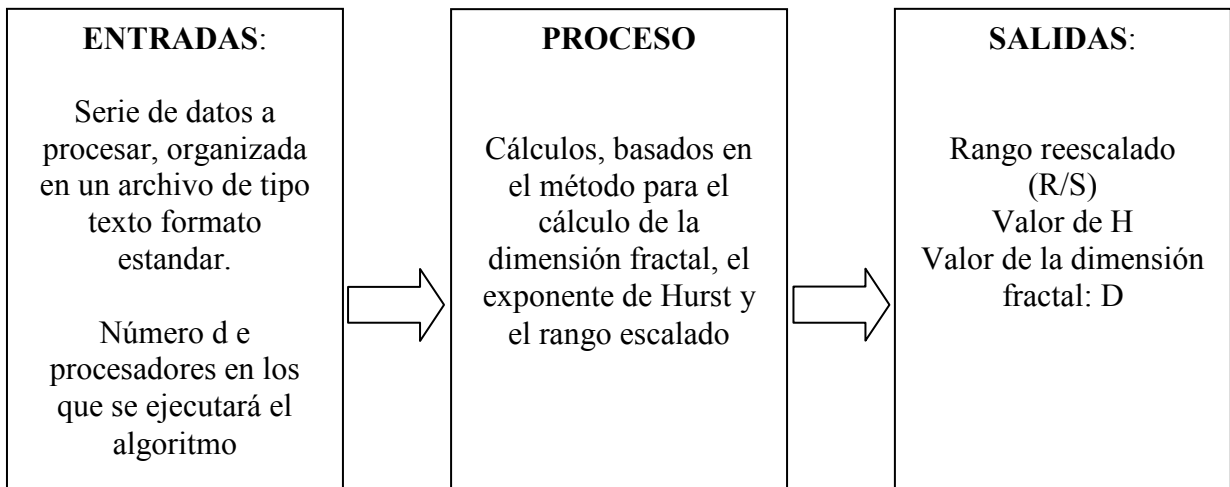 ENTRADAS:
Serie de datos a
procesar, organizada
en un archivo de tipo
texto formato
estandar.
Número d e
procesadores en los
que se ejecutará el
algoritmo
PROCESO
Cálculos, basados en
el método para el
cálculo de la
dimensión fractal, el
exponente de Hurst y
el rango escalado
SALIDAS:
Rango reescalado
(R/S)
Valor de H
Valor de la dimensión
fractal: D